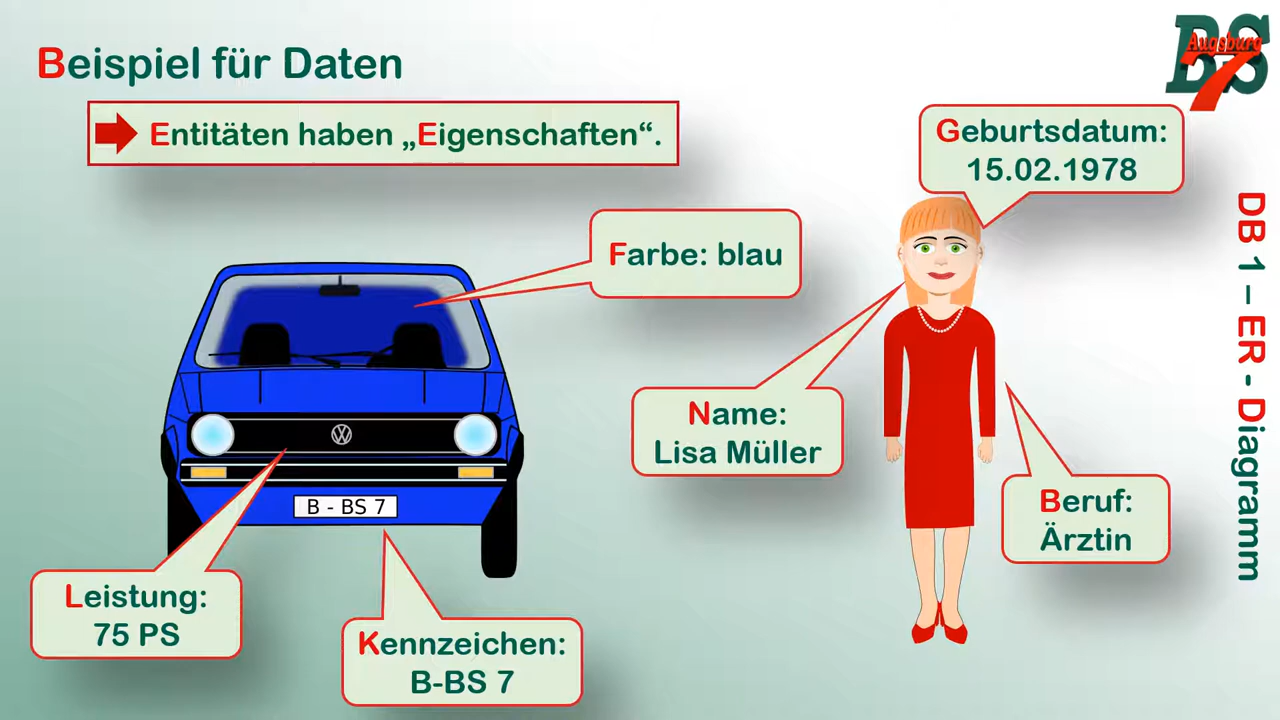 Beispiel für Daten
BS
Augsburg
7
Entitäten haben „Eigenschaften“.
Geburtsdatum:
15.02.1978
Farbe: blau
Name:
Lisa Müller
Beruf:
Ärztin
B - BS 7
Leistung:
75 PS
Kennzeichen:
B-BS 7
DB 1 – ER - Diagramm